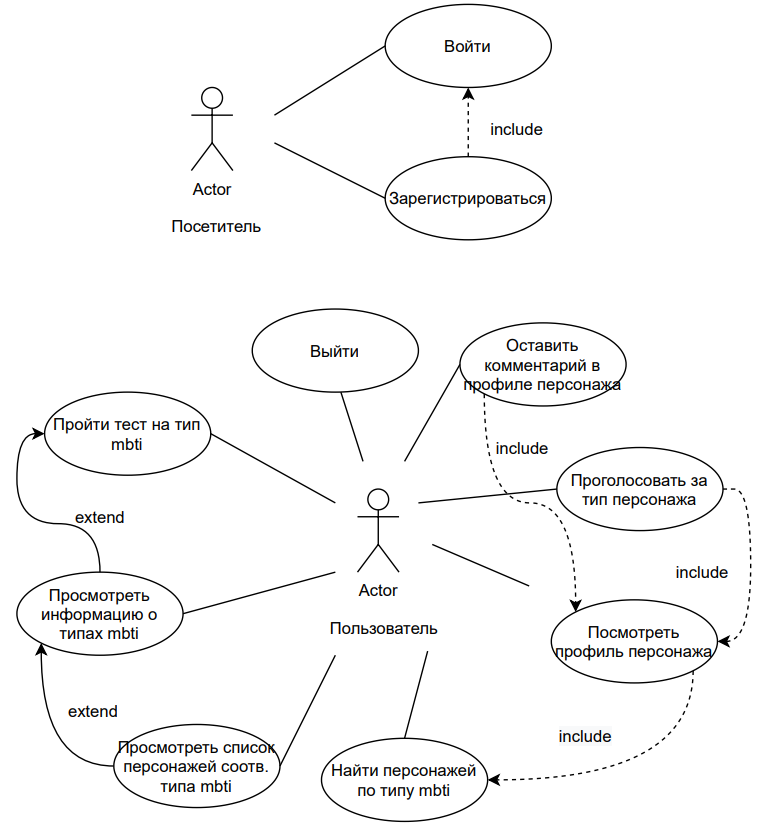 Войти
include
Actor
Посетитель
Зарегистрироваться
Выйти
Оставить
комментарий в
профиле персонажа
Пройти тест на тип
mbti
include
Проголосовать за
тип персонажа
extend
Просмотреть
информацию о
типах mbti
Actor
Пользователь
include
Посмотреть
профиль персонажа
extend
Просмотреть список
персонажей соотв.
типа mbti
Найти персонажей
по типу mbti
include